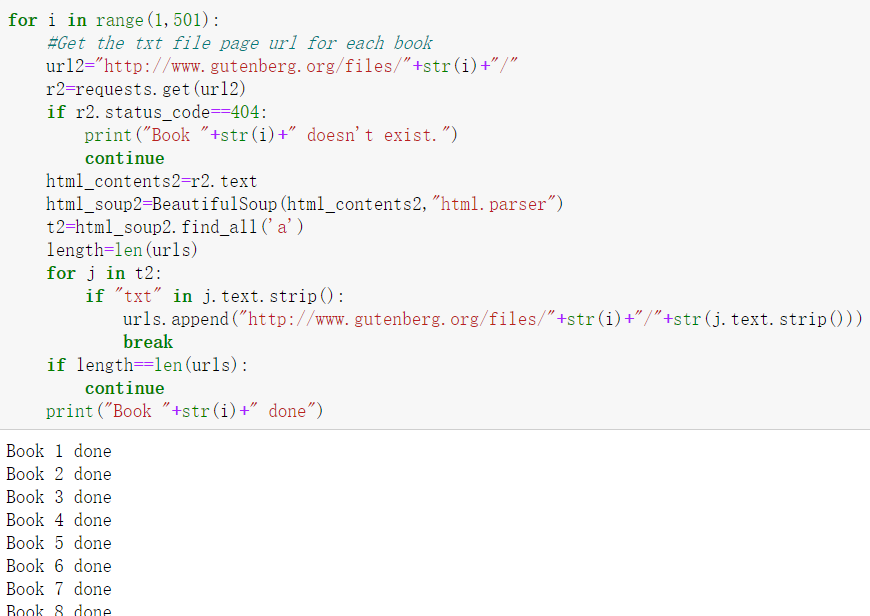 for i in range(1,501):
    #Get the txt file page url for each book
    url2="http://www.gutenberg.org/files/"+str(i)+"/"
    r2=requests.get(url2)
    if r2.status_code==404:
        print("Book "+str(i)+" doesn't exist.")
        continue
    html_contents2=r2.text
    html_soup2=BeautifulSoup(html_contents2,"html.parser")
    t2=html_soup2.find_all('a')
    length=len(urls)
    for j in t2:
        if "txt" in j.text.strip():
            urls.append("http://www.gutenberg.org/files/"+str(i)+"/"+str(j.text.strip()))
            break
    if length==len(urls):
        continue
    print("Book "+str(i)+" done")
Book 1 done
Book 2 done
Book 3 done
Book 4 done
Book 5 done
Book 6 done
Book 7 done
Book 8 done